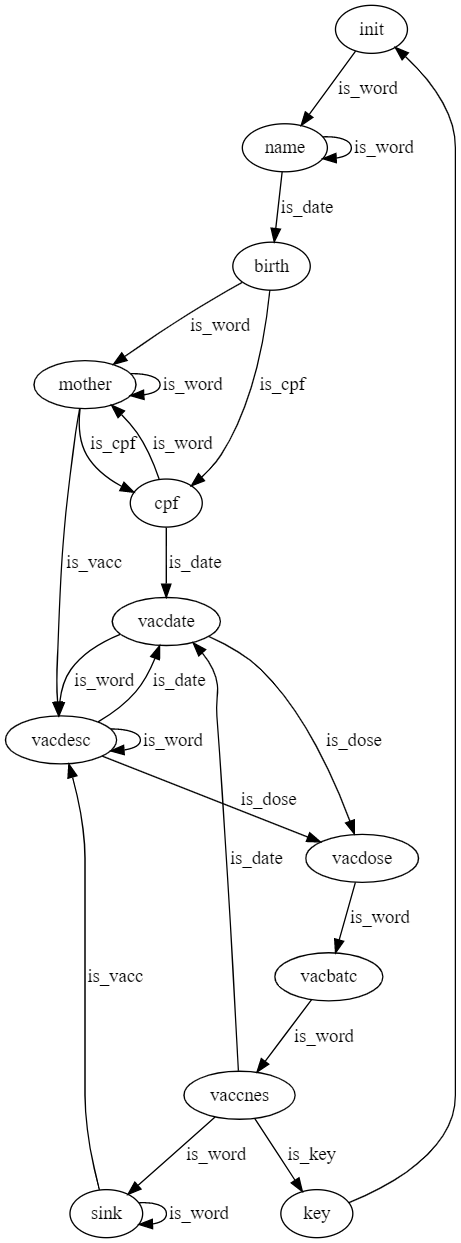 init
is_word
name
is_word
is_date
birth
is_word
mother
is_word
is_cpf
is_cpf
is_word
cpf
is_vacc
is_date
vacdate
is_word
is_date
vacdesc
is_word
is_dose
is_dose
is_date
vacdose
is_word
vacbatc
is_vacc
is_word
vaccnes
is_word
is_key
sink
is_word
key